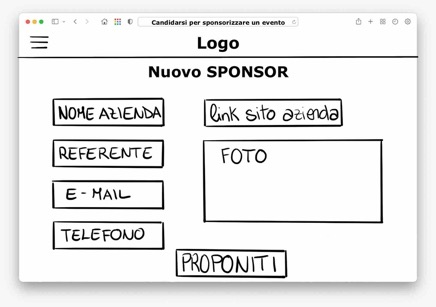 Candidarsi per sponsorizzare un evento
Logo
Nuovo SPONSOR
NOME AZIENDA
link sito azienda
REFERENTE
FOTO
E-MAIL
TELEFONO
PROPONITI